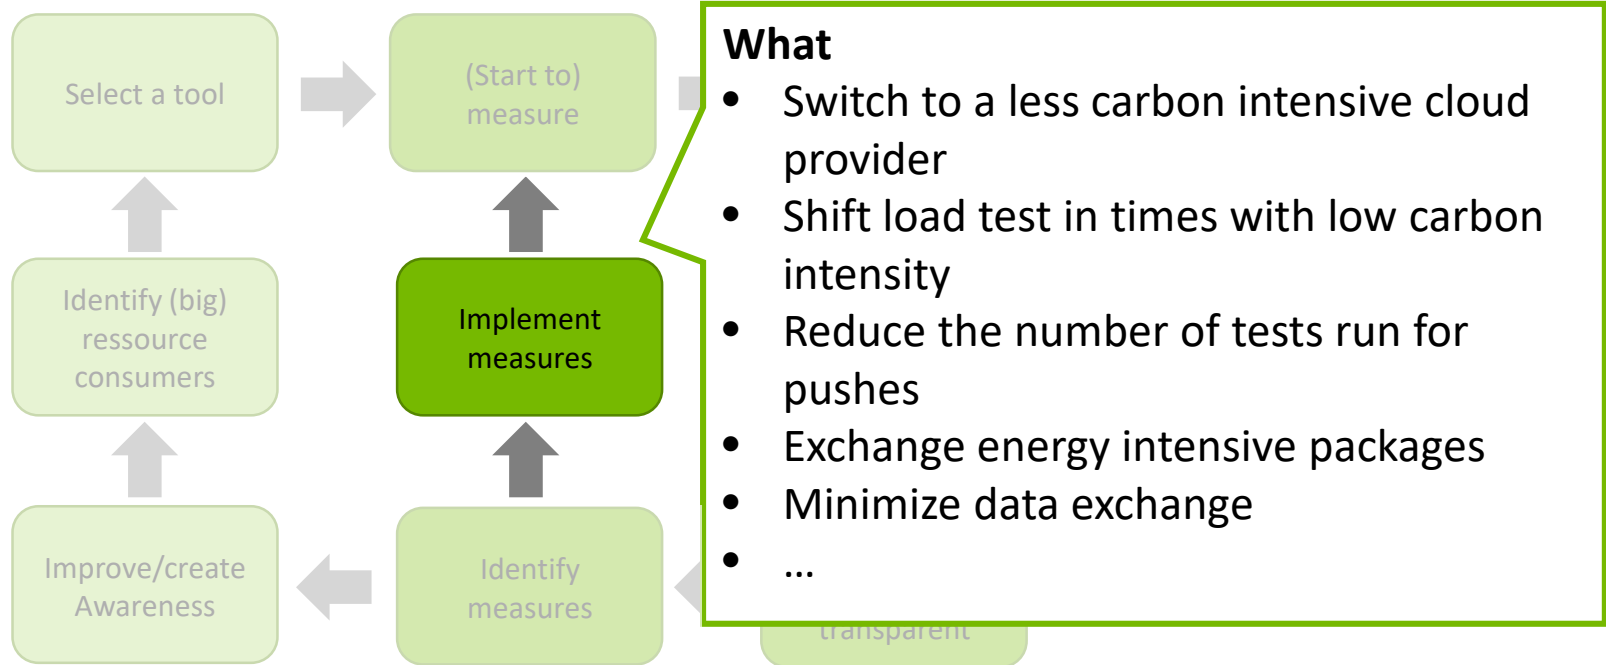 Select a tool
(Start to)
measure
What
• Switch to a less carbon intensive cloud
provider
• Shift load test in times with low carbon
intensity
• Reduce the number of tests run for
pushes
• Exchange energy intensive packages
• Minimize data exchange
• ...
Identify (big)
ressource
consumers
Implement
measures
Improve/create
Awareness
Identify
measures
transparent